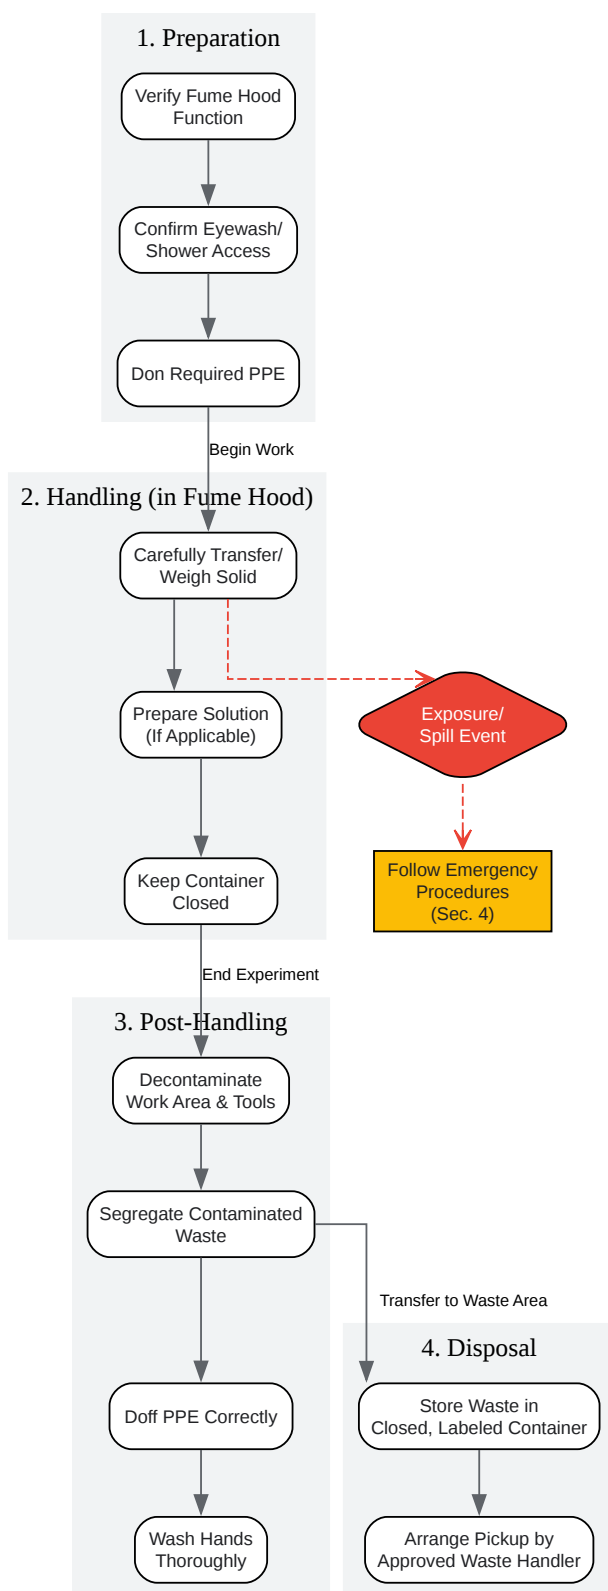 1. Preparation
Verify Fume Hood
Function
Confirm Eyewash/
Shower Access
Don Required PPE
Begin Work
2. Handling (in Fume Hood)
Carefully Transfer/
Weigh Solid
Prepare Solution
(If Applicable)
Exposure/
Spill Event
Keep Container
Closed
Follow Emergency
Procedures
(Sec. 4)
End Experiment
3. Post-Handling
Decontaminate
Work Area & Tools
Segregate Contaminated
Waste
Transfer to Waste Area
4. Disposal
Doff PPE Correctly
Store Waste in
Closed, Labeled Container
Wash Hands
Thoroughly
Arrange Pickup by
Approved Waste Handler